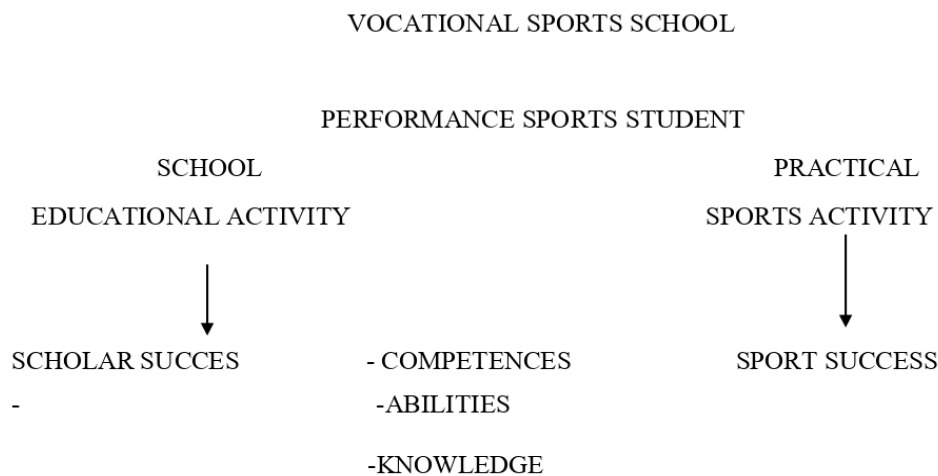 VOCATIONAL SPORTS SCHOOL
PERFORMANCE SPORTS STUDENT
SCHOOL PRACTICAL
EDUCATIONAL ACTIVITY SPORTS ACTIVITY
SCHOLAR SUCCES - COMPETENCES SPORT SUCCESS
- -ABILITIES
-KNOWLEDGE